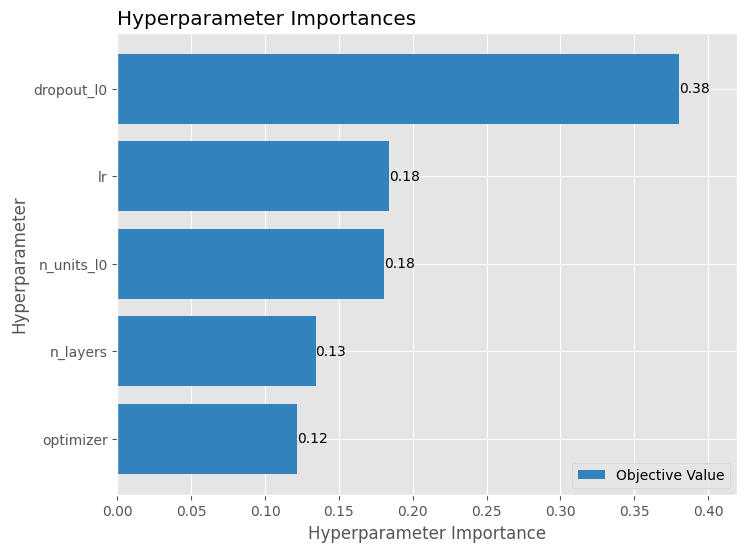 Hyperparameter Importances
dropout_l0
0.38
lr
0.18
n_units_l0
0.18
n_layers
0.13
optimizer
0.12
Hyperparameter
Objective Value
0.00 0.05 0.10 0.15 0.20 0.25 0.30 0.35 0.40
Hyperparameter Importance